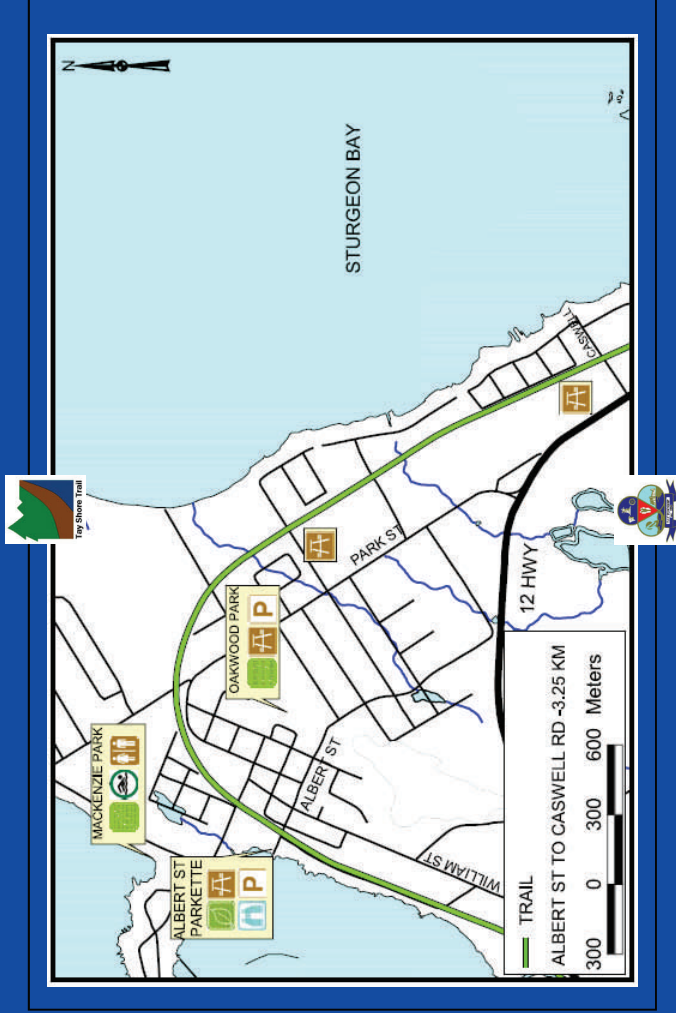 N
STURGEON BAY
CASWELL
PARK ST
12 HWY
OAKWOOD PARK
P
MACKENZIE PARK
ALBERT ST
ALBERT ST
PARKETTE
P
WILLIAM ST
TRAIL
ALBERT ST TO CASWELL RD -3.25 KM
300 0 300 600 Meters
Tay Shore Trail